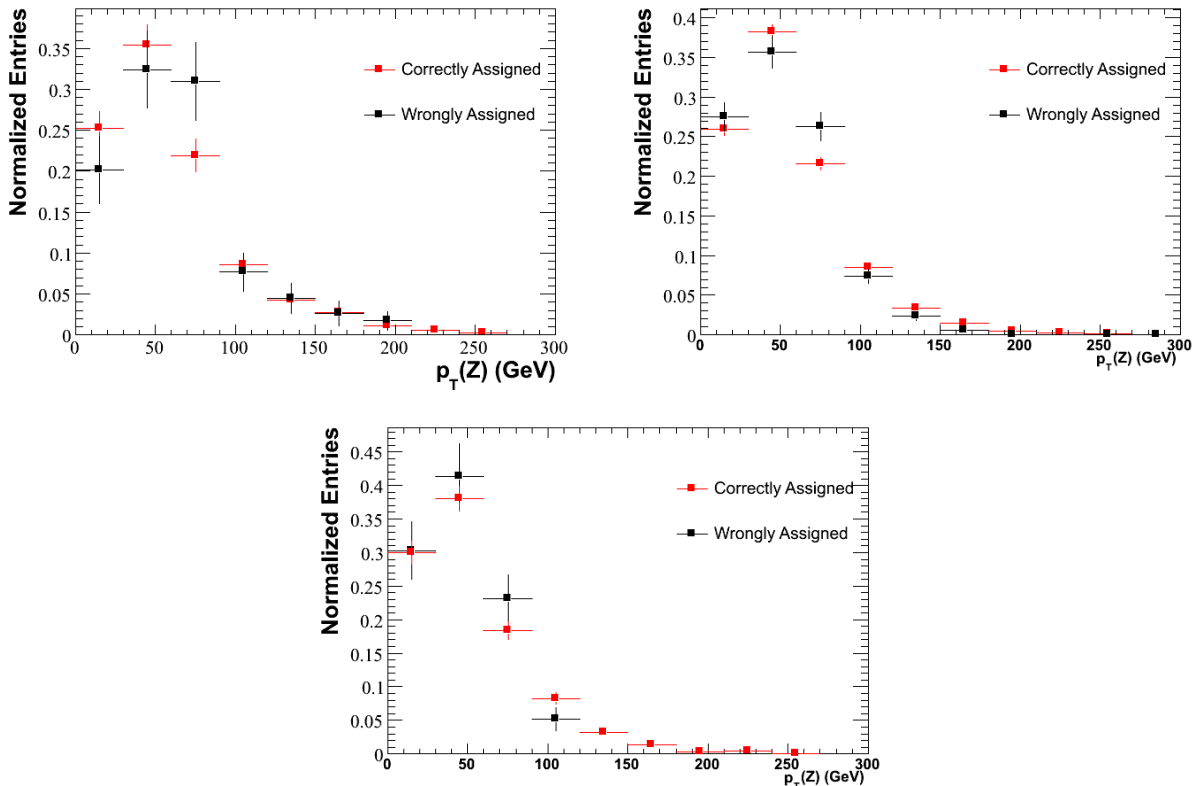 Normalized Entries
0.35
0.3
0.25
0.2
0.15
0.1
0.05
0
Correctly Assigned
Wrongly Assigned
0 50 100 150 200 250 300
p_T(Z) (GeV)
Normalized Entries
0.4
0.35
0.3
0.25
0.2
0.15
0.1
0.05
0
Correctly Assigned
Wrongly Assigned
0 50 100 150 200 250 300
p_T(Z) (GeV)
Normalized Entries
0.45
0.4
0.35
0.3
0.25
0.2
0.15
0.1
0.05
0
Correctly Assigned
Wrongly Assigned
0 50 100 150 200 250 300
p_T(Z) (GeV)